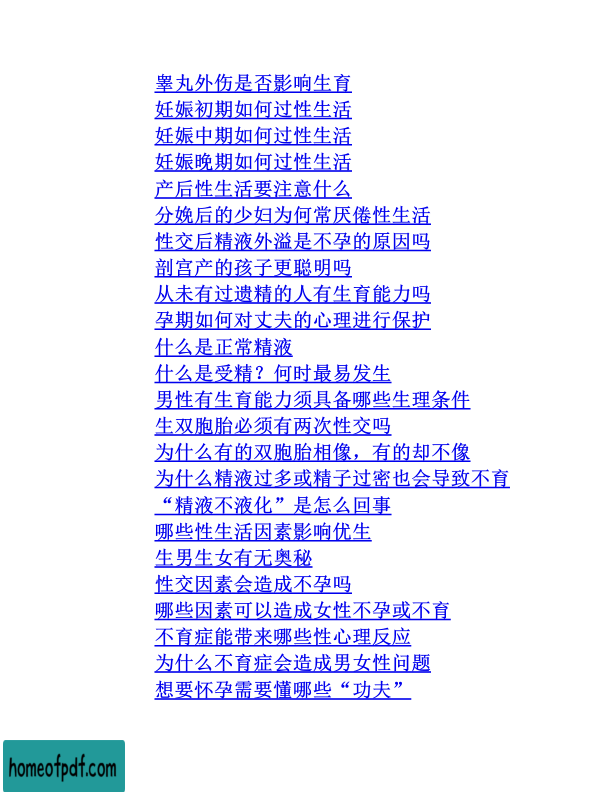 睾丸外伤是否影响生育
妊娠初期如何过性生活
妊娠中期如何过性生活
妊娠晚期如何过性生活
产后性生活要注意什么
分娩后的少妇为何常厌倦性生活
性交后精液外溢是不孕的原因吗
剖宫产的孩子更聪明吗
从未有过遗精的人有生育能力吗
孕期如何对丈夫的心理进行保护
什么是正常精液
什么是受精？何时最易发生
男性有生育能力须具备哪些生理条件
生双胞胎必须有两次性交吗
为什么有的双胞胎相像，有的却不像
为什么精液过多或精子过密也会导致不育
“精液不液化”是怎么回事
哪些性生活因素影响优生
生男生女有无奥秘
性交因素会造成不孕吗
哪些因素可以造成女性不孕或不育
不育症能带来哪些性心理反应
为什么不育症会造成男女性问题
想要怀孕需要懂哪些“功夫”
homeofpdf.com